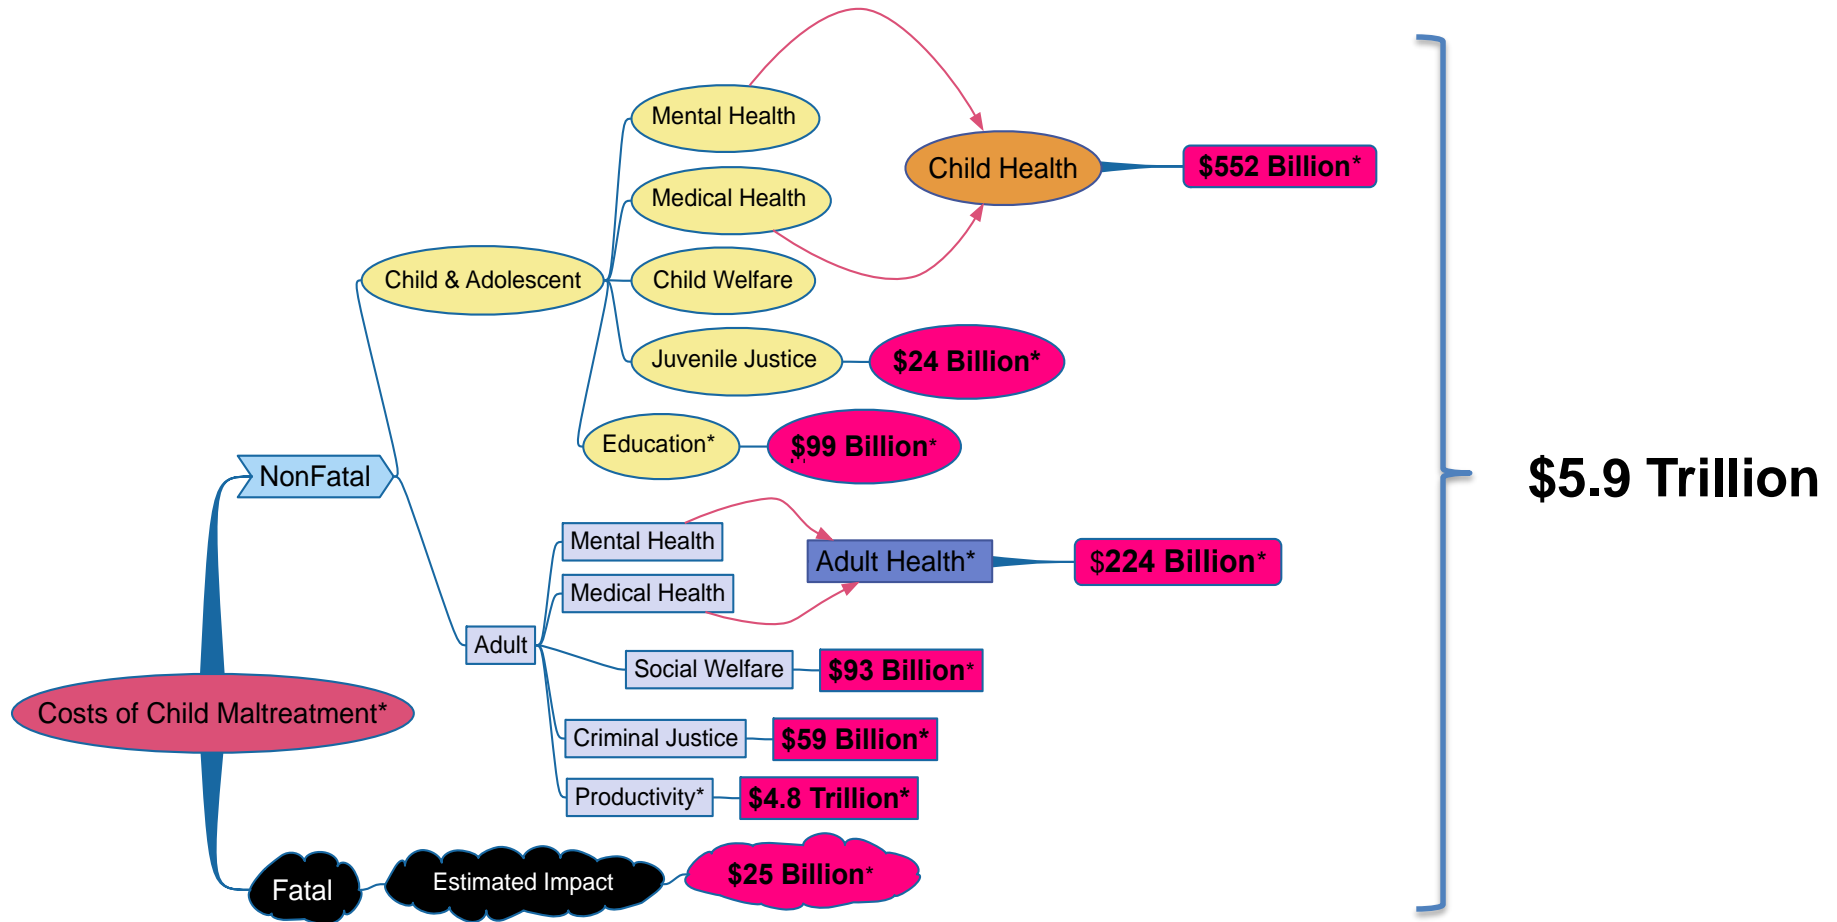 Mental Health
Child Health
$552 Billion*
Medical Health
Child & Adolescent
Child Welfare
Juvenile Justice
$24 Billion*
Education*
$99 Billion*
NonFatal
$5.9 Trillion
Mental Health
Adult Health*
$224 Billion*
Medical Health
Adult
Social Welfare
$93 Billion*
Costs of Child Maltreatment*
Criminal Justice
$59 Billion*
Productivity*
$4.8 Trillion*
Fatal
Estimated Impact
$25 Billion*